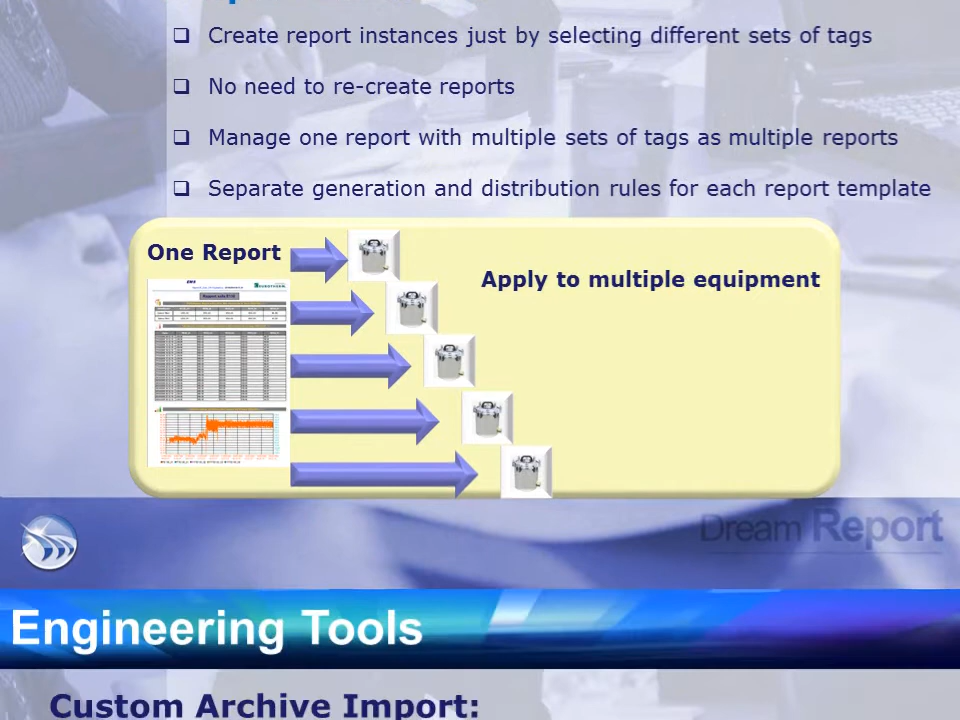 Create report instances just by selecting different sets of tags
No need to re-create reports
Manage one report with multiple sets of tags as multiple reports
Separate generation and distribution rules for each report template
One Report
Apply to multiple equipment
Dream Report
Engineering Tools
Custom Archive Import: